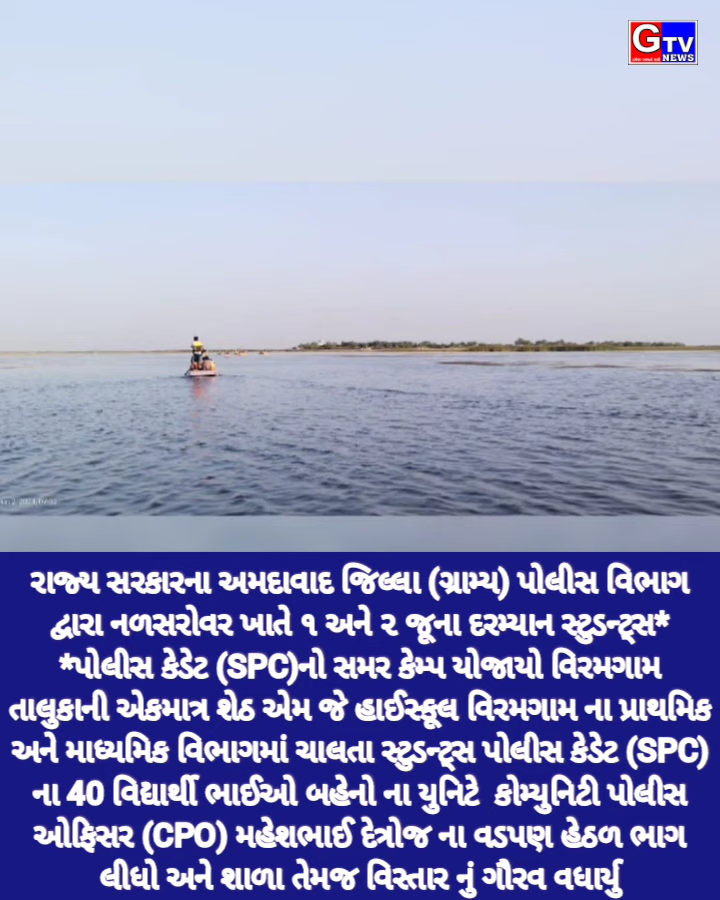 GTV
NEWS
રાજ્ય સરકારના અમદાવાદ જિલ્લા (ગ્રામ્ય) પોલીસ વિભાગ
દ્વારા નળસરોવર ખાતે ૧ અને ૨ જૂના દરમ્યાન સ્ટુડન્ટ્સ*
*પોલીસ કેડેટ (SPC)નો સમર કેમ્પ યોજાયો વિરમગામ
તાલુકાની એકમાત્ર શેઠ એમ જે હાઈસ્કૂલ વિરમગામ ના પ્રાથમિક
અને માધ્યમિક વિભાગમાં ચાલતા સ્ટુડન્ટ્સ પોલીસ કેડેટ (SPC)
ના 40 વિદ્યાર્થી ભાઈઓ બહેનો ના યુનિટે કોમ્યુનિટી પોલીસ
ઓફિસર (CPO) મહેશભાઈ દેત્રોજ ના વડપણ હેઠળ ભાગ
લીધો અને શાળા તેમજ વિસ્તાર નું ગૌરવ વધાર્યુ